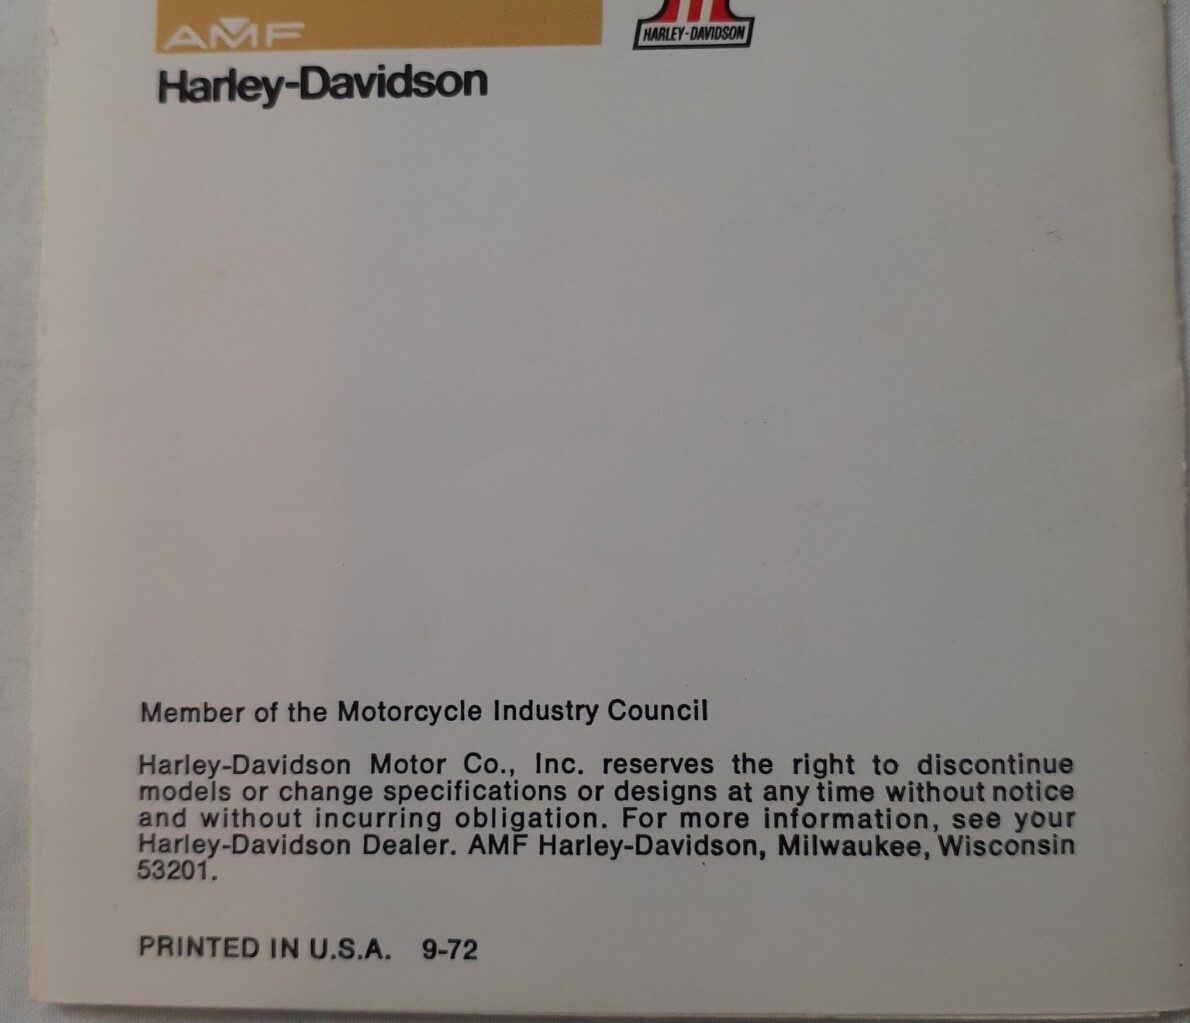 AMF
HARLEY-DAVIDSON
Harley-Davidson
Member of the Motorcycle Industry Council
Harley-Davidson Motor Co., Inc. reserves the right to discontinue
models or change specifications or designs at any time without notice
and without incurring obligation. For more information, see your
Harley-Davidson Dealer. AMF Harley-Davidson, Milwaukee, Wisconsin
53201.
PRINTED IN U.S.A. 9-72